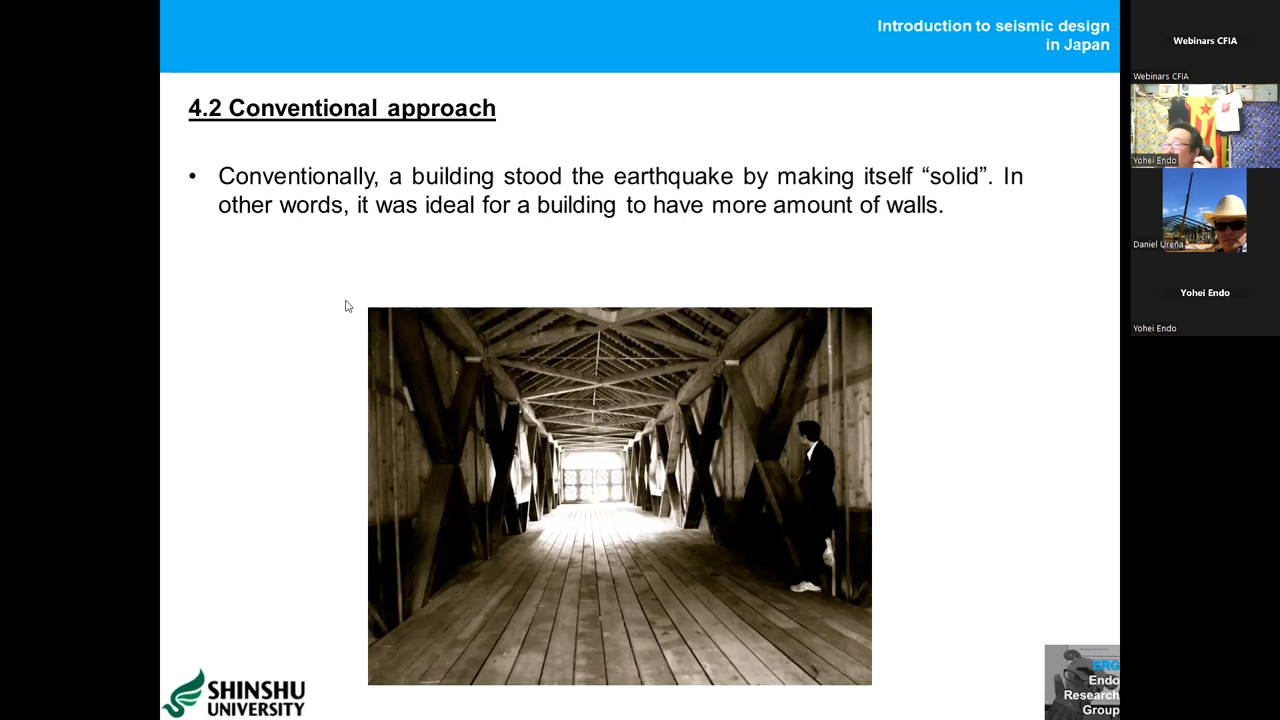 Introduction to seismic design
in Japan
4.2 Conventional approach
• Conventionally, a building stood the earthquake by making itself “solid”. In
other words, it was ideal for a building to have more amount of walls.
SHINSHU
UNIVERSITY
ERG
Endo
Research
Group
Webinars CFIA
Webinars CFIA
Yohei Endo
Daniel Ureña
Yohei Endo
Yohei Endo